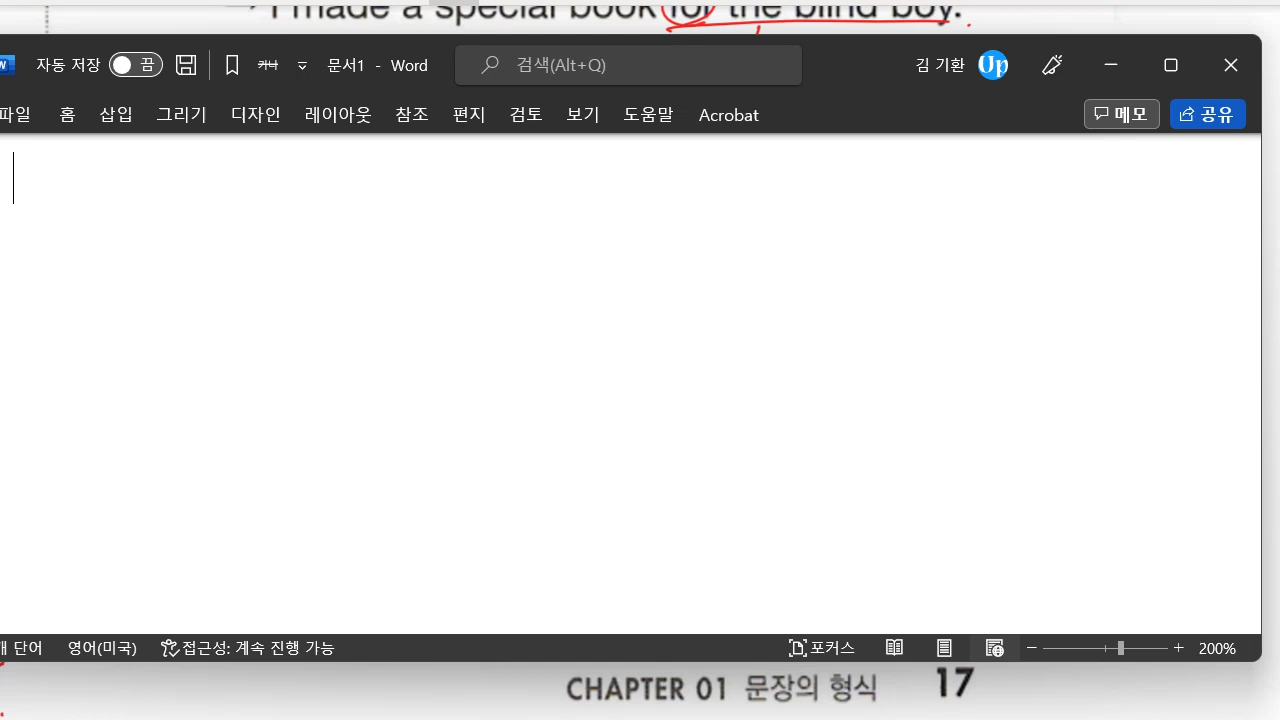 I made a special book for the blind boy.
자동 저장 끔 문서1 - Word 검색(Alt+Q) 김 기환 Up
파일 홈 삽입 그리기 디자인 레이아웃 참조 편지 검토 보기 도움말 Acrobat 메모 공유
개 단어 영어(미국) 접근성: 계속 진행 가능 포커스 200%
CHAPTER 01 문장의 형식 17